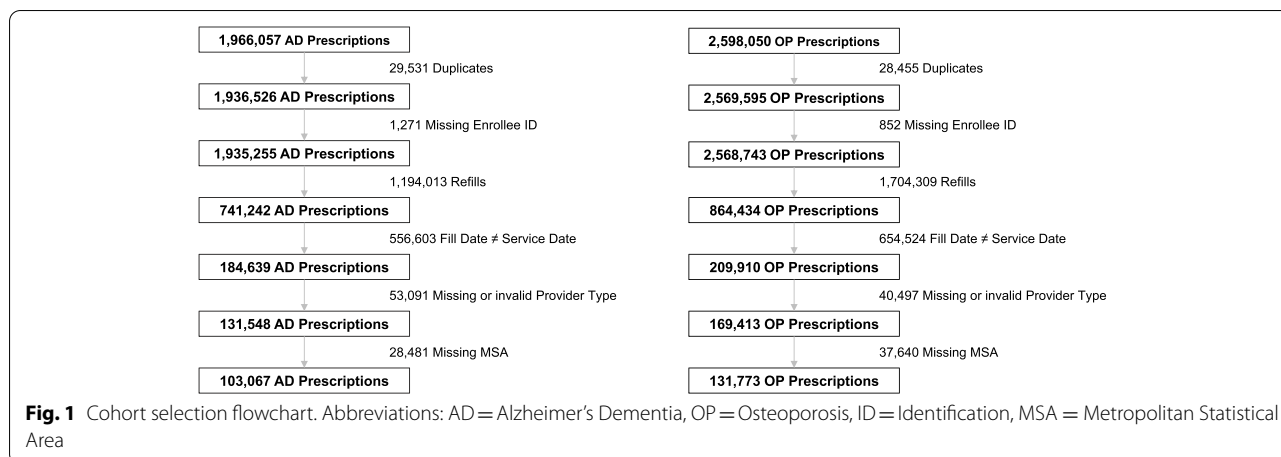 1,966,057 AD Prescriptions
29,531 Duplicates
1,936,526 AD Prescriptions
1,271 Missing Enrollee ID
1,935,255 AD Prescriptions
1,194,013 Refills
741,242 AD Prescriptions
556,603 Fill Date ≠ Service Date
184,639 AD Prescriptions
53,091 Missing or invalid Provider Type
131,548 AD Prescriptions
28,481 Missing MSA
103,067 AD Prescriptions
2,598,050 OP Prescriptions
28,455 Duplicates
2,569,595 OP Prescriptions
852 Missing Enrollee ID
2,568,743 OP Prescriptions
1,704,309 Refills
864,434 OP Prescriptions
654,524 Fill Date ≠ Service Date
209,910 OP Prescriptions
40,497 Missing or invalid Provider Type
169,413 OP Prescriptions
37,640 Missing MSA
131,773 OP Prescriptions
Fig. 1 Cohort selection flowchart. Abbreviations: AD = Alzheimer’s Dementia, OP = Osteoporosis, ID = Identification, MSA = Metropolitan Statistical
Area